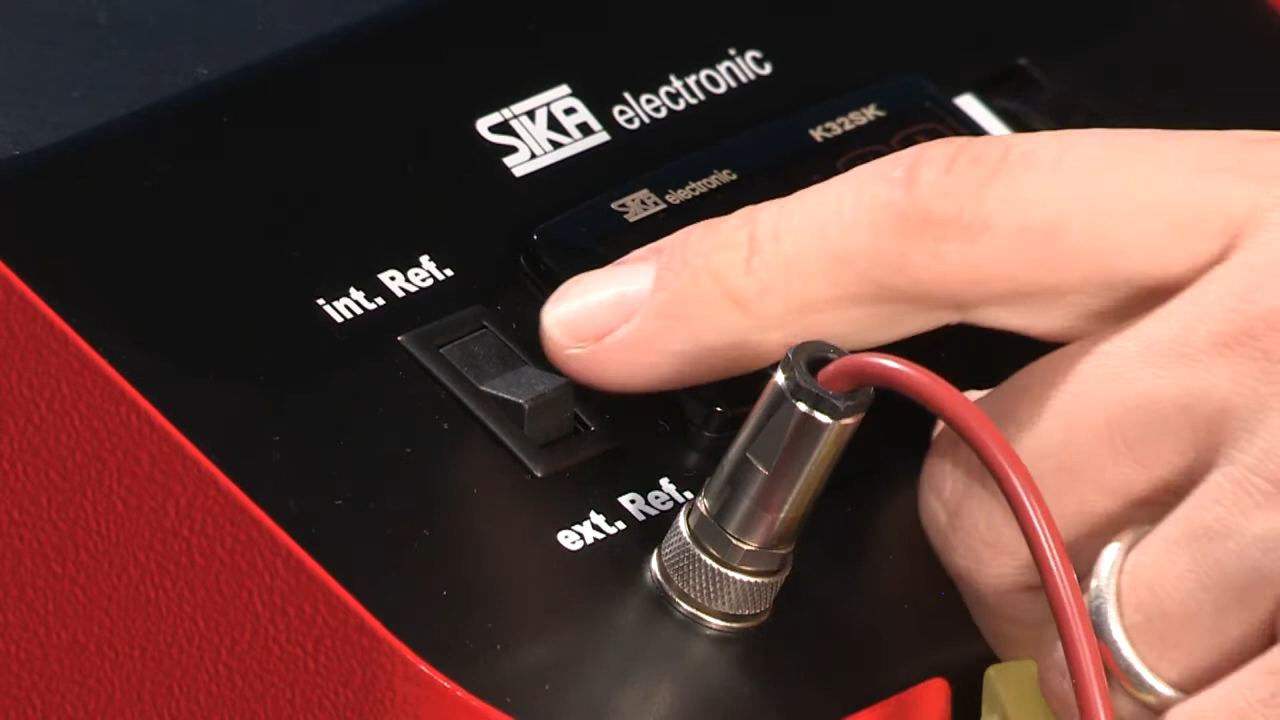 SIKA electronic
K32SK
SIKA electronic
int. Ref.
ext. Ref.